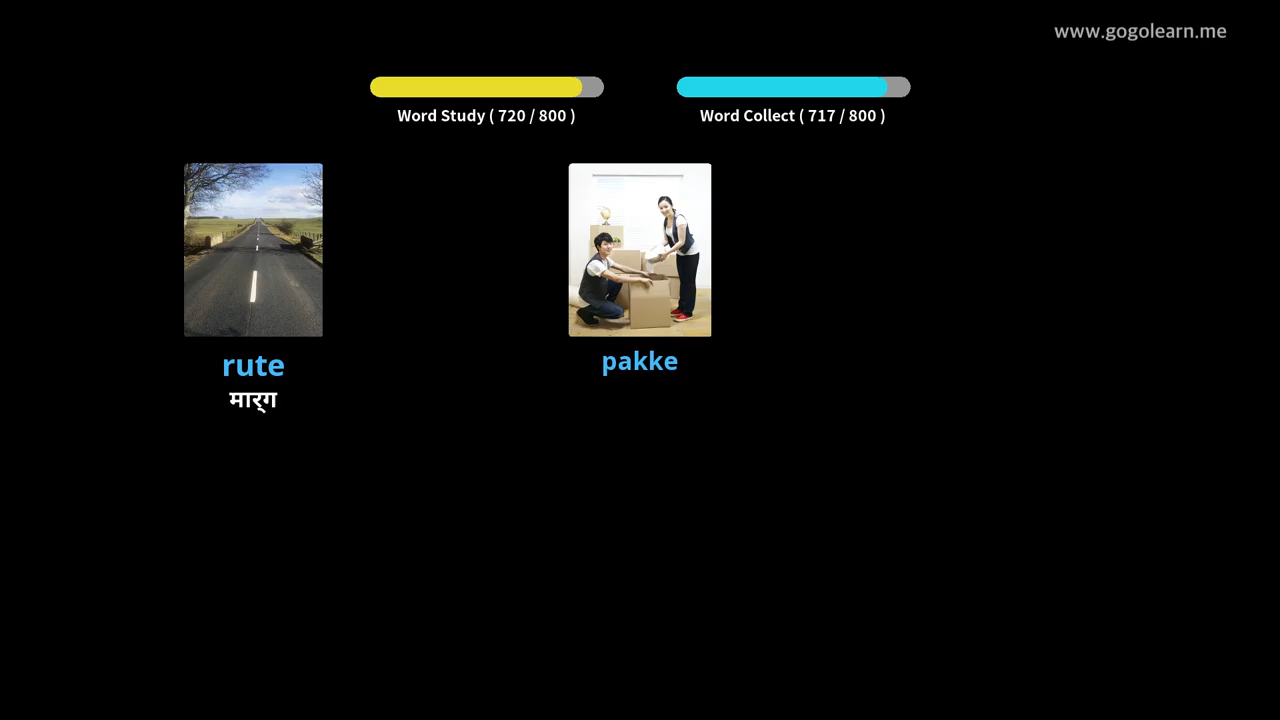 www.gogolearn.me
Word Study ( 720 / 800 )
Word Collect ( 717 / 800 )
rute
pakke
मार्ग